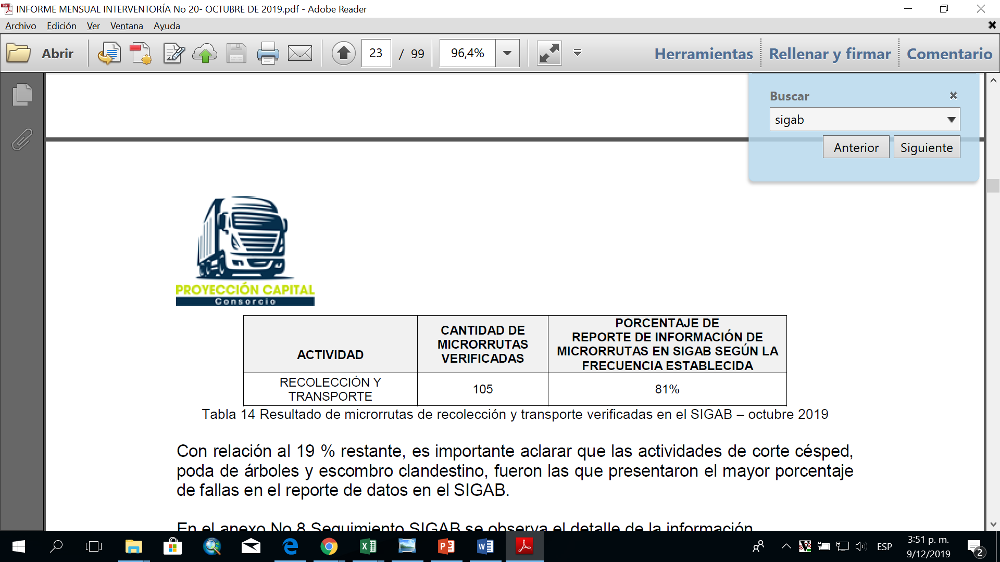 INFORME MENSUAL INTERVENTORÍA No 20- OCTUBRE DE 2019.pdf - Adobe Reader
Archivo Edición Ver Ventana Ayuda
Abrir 23 / 99 96,4% Herramientas Rellenar y firmar Comentario
Buscar
sigab
Anterior Siguiente
PROYECCIÓN CAPITAL
Consorcio
ACTIVIDAD
CANTIDAD DE
MICRORRUTAS
VERIFICADAS
PORCENTAJE DE
REPORTE DE INFORMACIÓN DE
MICRORRUTAS EN SIGAB SEGÚN LA
FRECUENCIA ESTABLECIDA
RECOLECCIÓN Y
TRANSPORTE
105
81%
Tabla 14 Resultado de microrrutas de recolección y transporte verificadas en el SIGAB – octubre 2019
Con relación al 19 % restante, es importante aclarar que las actividades de corte césped,
poda de árboles y escombro clandestino, fueron las que presentaron el mayor porcentaje
de fallas en el reporte de datos en el SIGAB.
En el anexo No 8 Seguimiento SIGAB se observa el detalle de la información
ESP
3:51 p. m.
9/12/2019
2